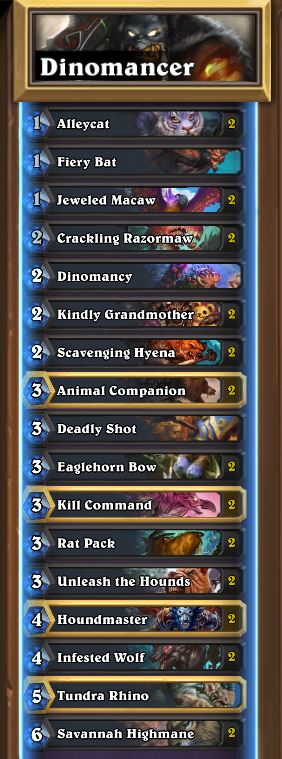 Dinomancer
1 Alleycat 2
1 Fiery Bat
1 Jeweled Macaw 2
2 Crackling Razormaw 2
2 Dinomancy
2 Kindly Grandmother 2
2 Scavenging Hyena 2
3 Animal Companion 2
3 Deadly Shot
3 Eaglehorn Bow 2
3 Kill Command 2
3 Rat Pack 2
3 Unleash the Hounds 2
4 Houndmaster 2
4 Infested Wolf 2
5 Tundra Rhino
6 Savannah Highmane 2